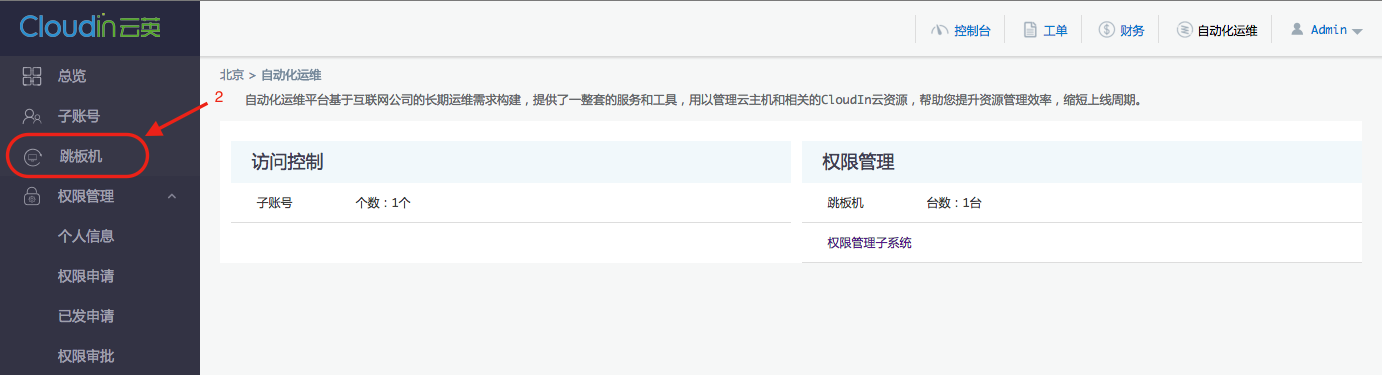 Cloudin云英
控制台
工单
财务
自动化运维
Admin
总览
子账号
跳板机
权限管理
个人信息
权限申请
已发申请
权限审批
2
北京 > 自动化运维
自动化运维平台基于互联网公司的长期运维需求构建，提供了一整套的服务和工具，用以管理云主机和相关的CloudIn云资源，帮助您提升资源管理效率，缩短上线周期。
访问控制
子账号 个数：1个
权限管理
跳板机 台数：1台
权限管理子系统